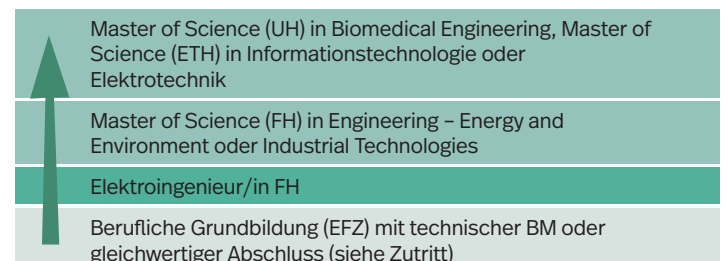 Master of Science (UH) in Biomedical Engineering, Master of
Science (ETH) in Informationstechnologie oder
Elektrotechnik
Master of Science (FH) in Engineering – Energy and
Environment oder Industrial Technologies
Elektroingenieur/in FH
Berufliche Grundbildung (EFZ) mit technischer BM oder
gleichwertiger Abschluss (siehe Zutritt)